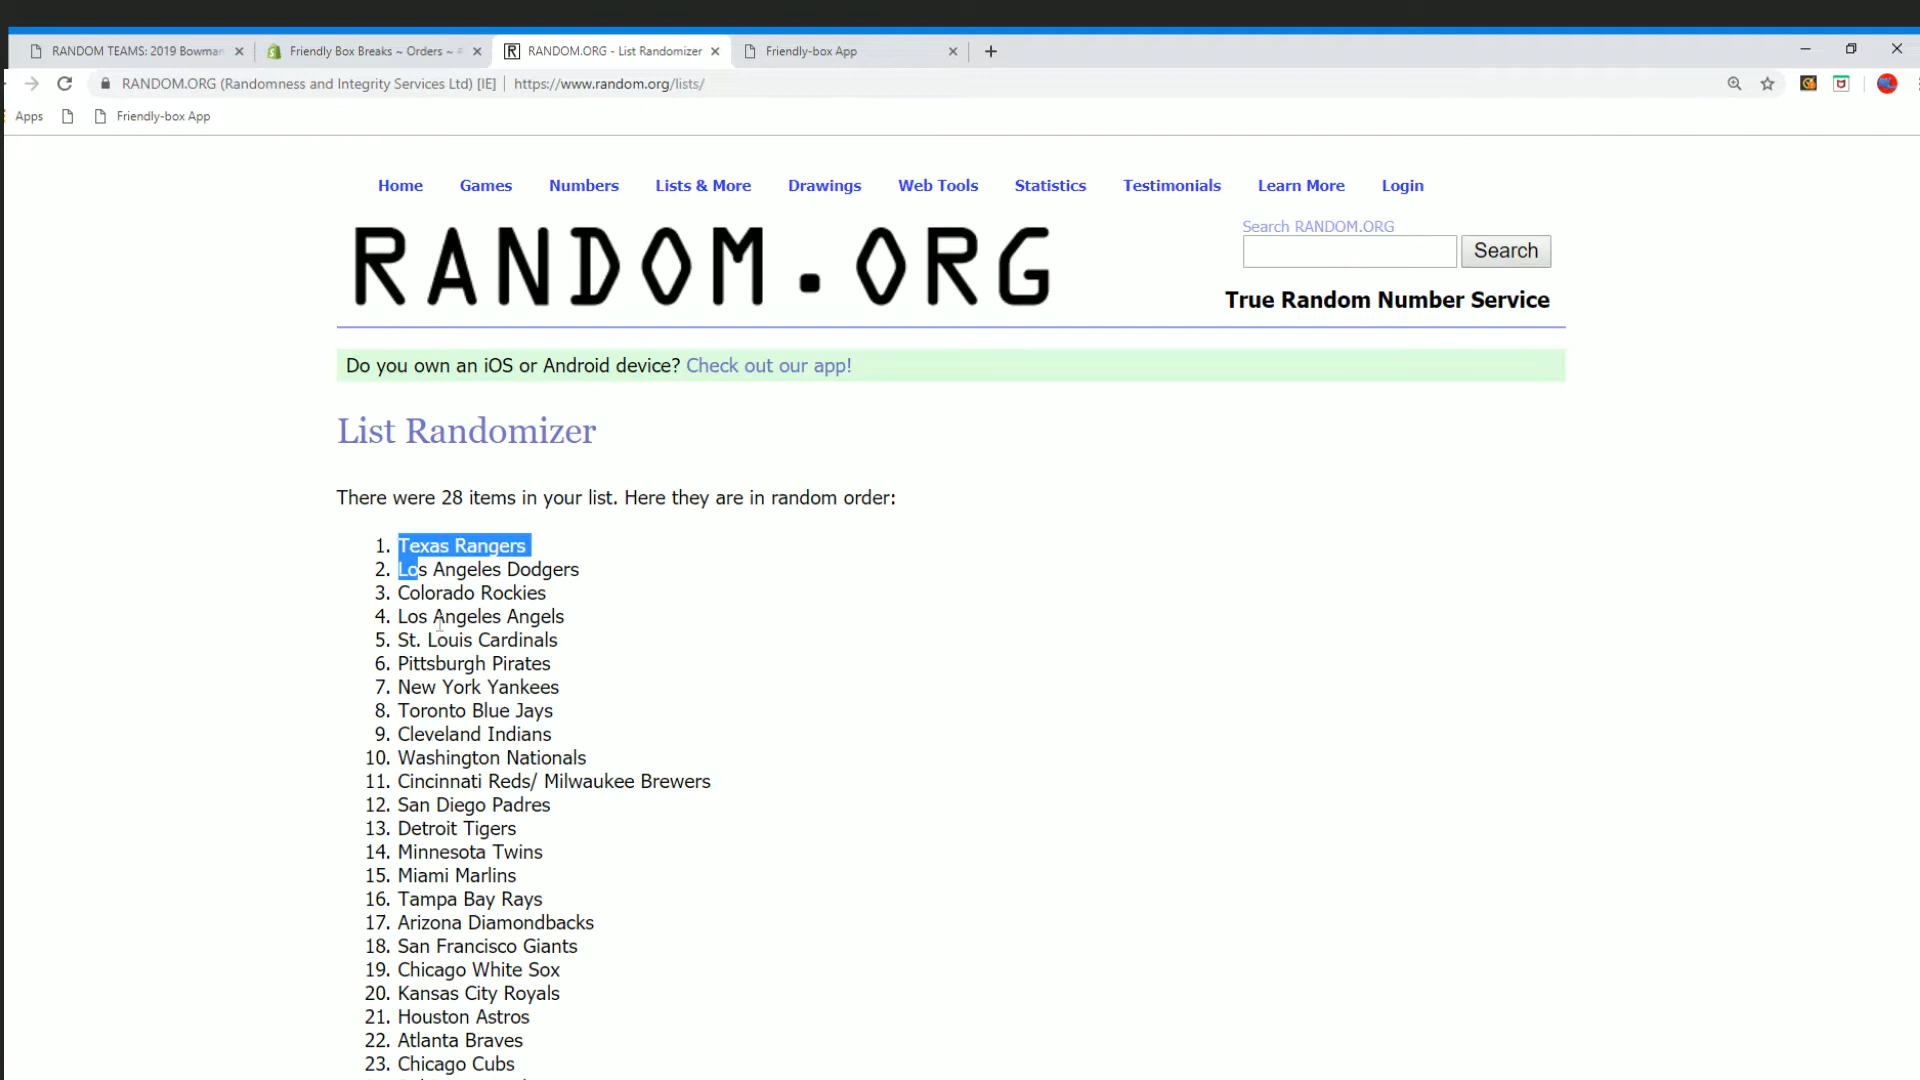 RANDOM TEAMS: 2019 Bowman
Friendly Box Breaks ~ Orders ~
RANDOM.ORG - List Randomizer
Friendly-box App
RANDOM.ORG (Randomness and Integrity Services Ltd) [IE] | https://www.random.org/lists/
Apps
Friendly-box App
Home Games Numbers Lists & More Drawings Web Tools Statistics Testimonials Learn More Login
RANDOM.ORG
Search RANDOM.ORG
Search
True Random Number Service
Do you own an iOS or Android device? Check out our app!
List Randomizer
There were 28 items in your list. Here they are in random order:
1. Texas Rangers
2. Los Angeles Dodgers
3. Colorado Rockies
4. Los Angeles Angels
5. St. Louis Cardinals
6. Pittsburgh Pirates
7. New York Yankees
8. Toronto Blue Jays
9. Cleveland Indians
10. Washington Nationals
11. Cincinnati Reds/ Milwaukee Brewers
12. San Diego Padres
13. Detroit Tigers
14. Minnesota Twins
15. Miami Marlins
16. Tampa Bay Rays
17. Arizona Diamondbacks
18. San Francisco Giants
19. Chicago White Sox
20. Kansas City Royals
21. Houston Astros
22. Atlanta Braves
23. Chicago Cubs